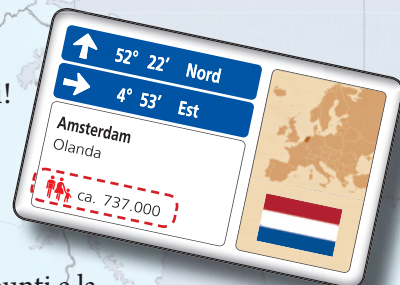 52° 22' Nord
4° 53' Est
Amsterdam
Olanda
ca. 737.000